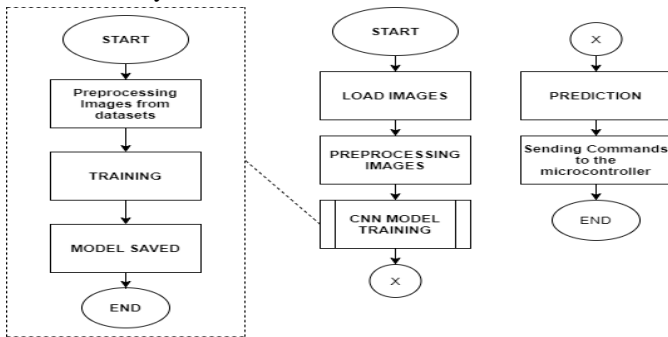 START
Preprocessing
Images from
datasets
TRAINING
MODEL SAVED
END
START
LOAD IMAGES
PREPROCESSING
IMAGES
CNN MODEL
TRAINING
X
X
PREDICTION
Sending Commands
to the
microcontroller
END